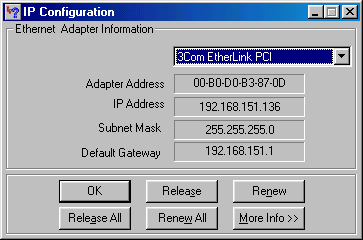 IP Configuration
Ethernet Adapter Information
3Com EtherLink PCI
Adapter Address 00-B0-D0-B3-87-0D
IP Address 192.168.151.136
Subnet Mask 255.255.255.0
Default Gateway 192.168.151.1
OK Release Renew
Release All Renew All More Info >>